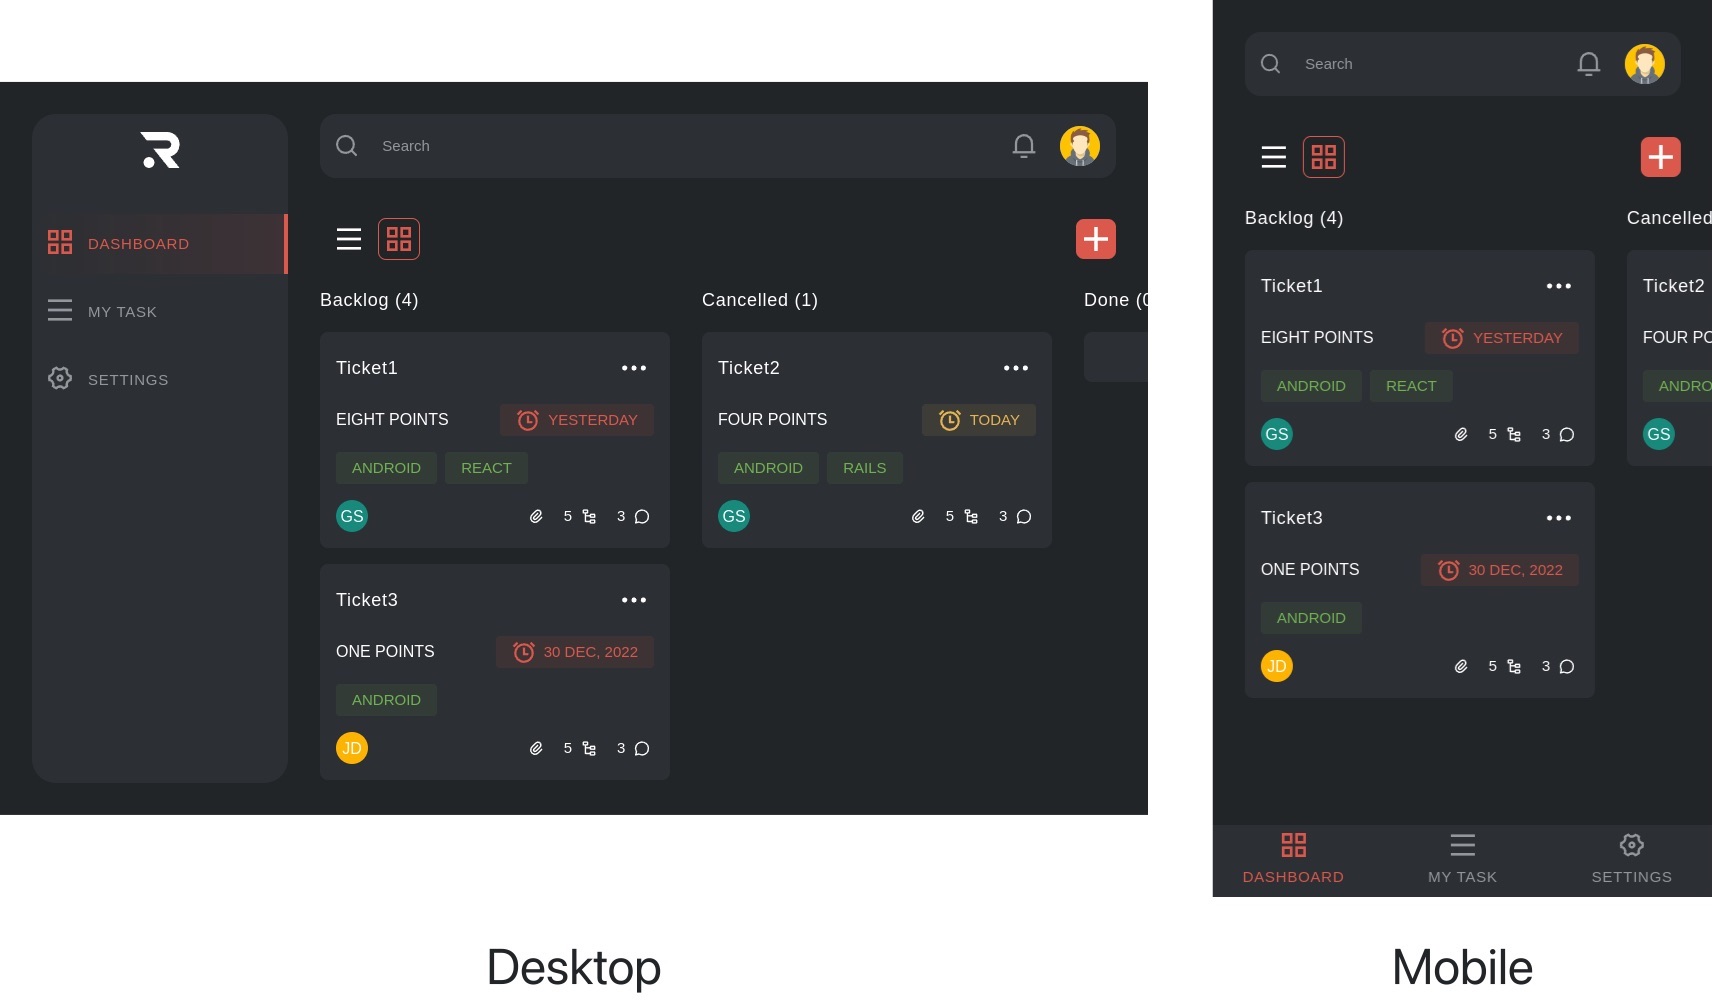 Search
DASHBOARD
MY TASK
SETTINGS
Backlog (4)
Cancelled (1)
Done (0
Ticket1
EIGHT POINTS
YESTERDAY
ANDROID
REACT
GS
5
3
Ticket3
ONE POINTS
30 DEC, 2022
ANDROID
JD
5
3
Ticket2
FOUR POINTS
TODAY
ANDROID
RAILS
GS
5
3
Desktop
Search
Backlog (4)
Cancelled
Ticket1
EIGHT POINTS
YESTERDAY
ANDROID
REACT
GS
5
3
Ticket3
ONE POINTS
30 DEC, 2022
ANDROID
JD
5
3
Ticket2
FOUR PO
ANDRO
GS
DASHBOARD
MY TASK
SETTINGS
Mobile